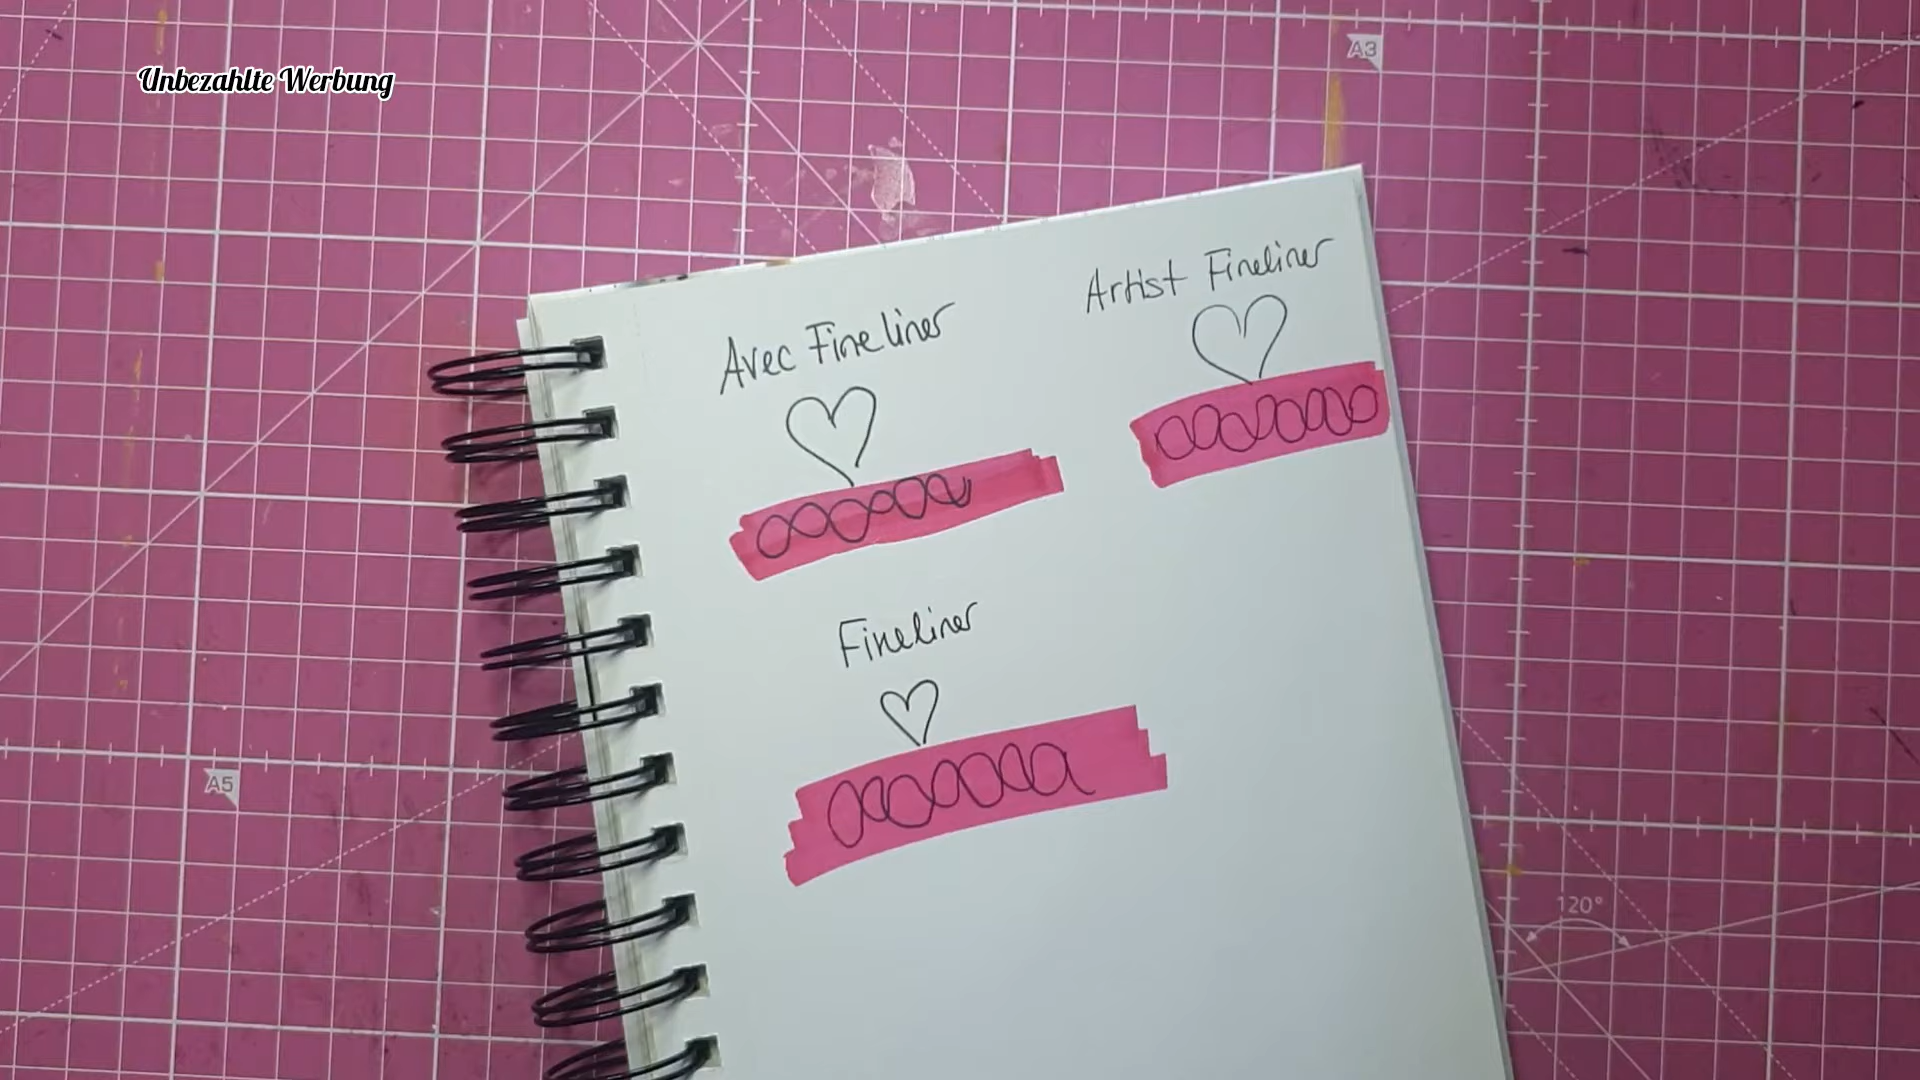 Unbezahlte Werbung
A3
Artist Fineliner
Avec Fineliner
Fineliner
A5
120°